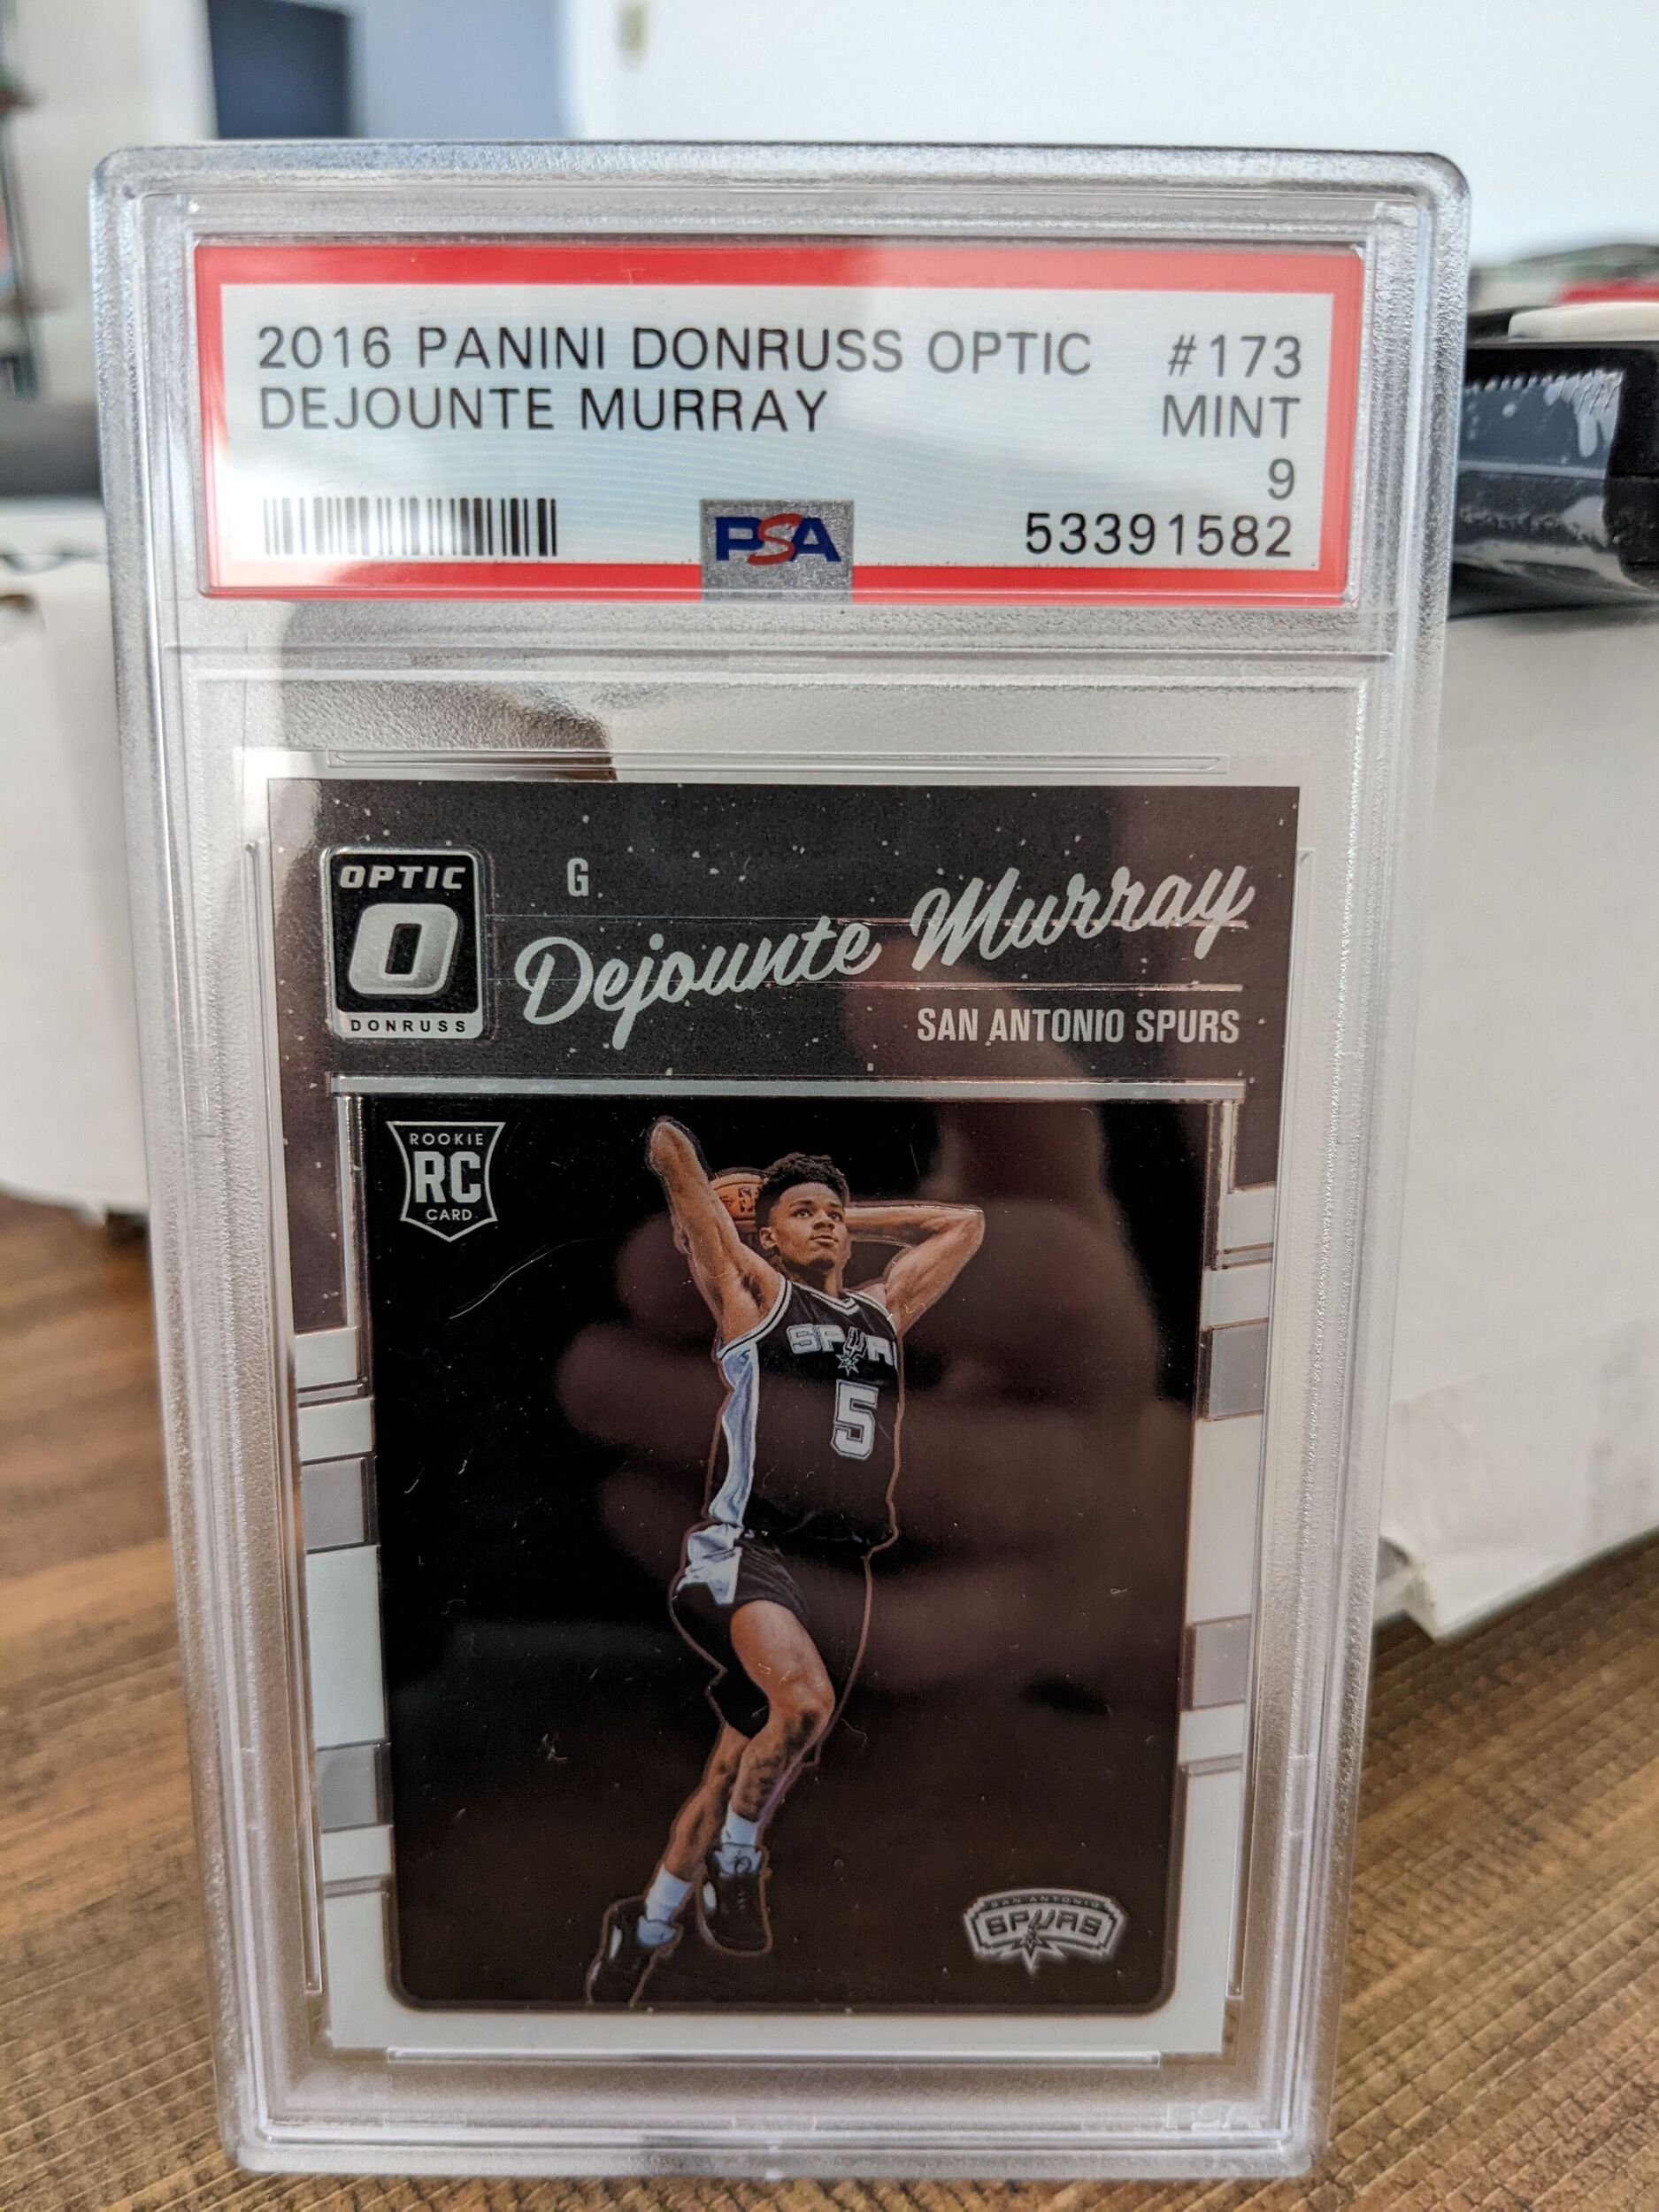 2016 PANINI DONRUSS OPTIC #173
DEJOUNTE MURRAY MINT
9
PSA 53391582
OPTIC
O
DONRUSS
G
Dejounte Murray
SAN ANTONIO SPURS
ROOKIE
RC
CARD
SPUR
5
SAN ANTONIO
SPURS